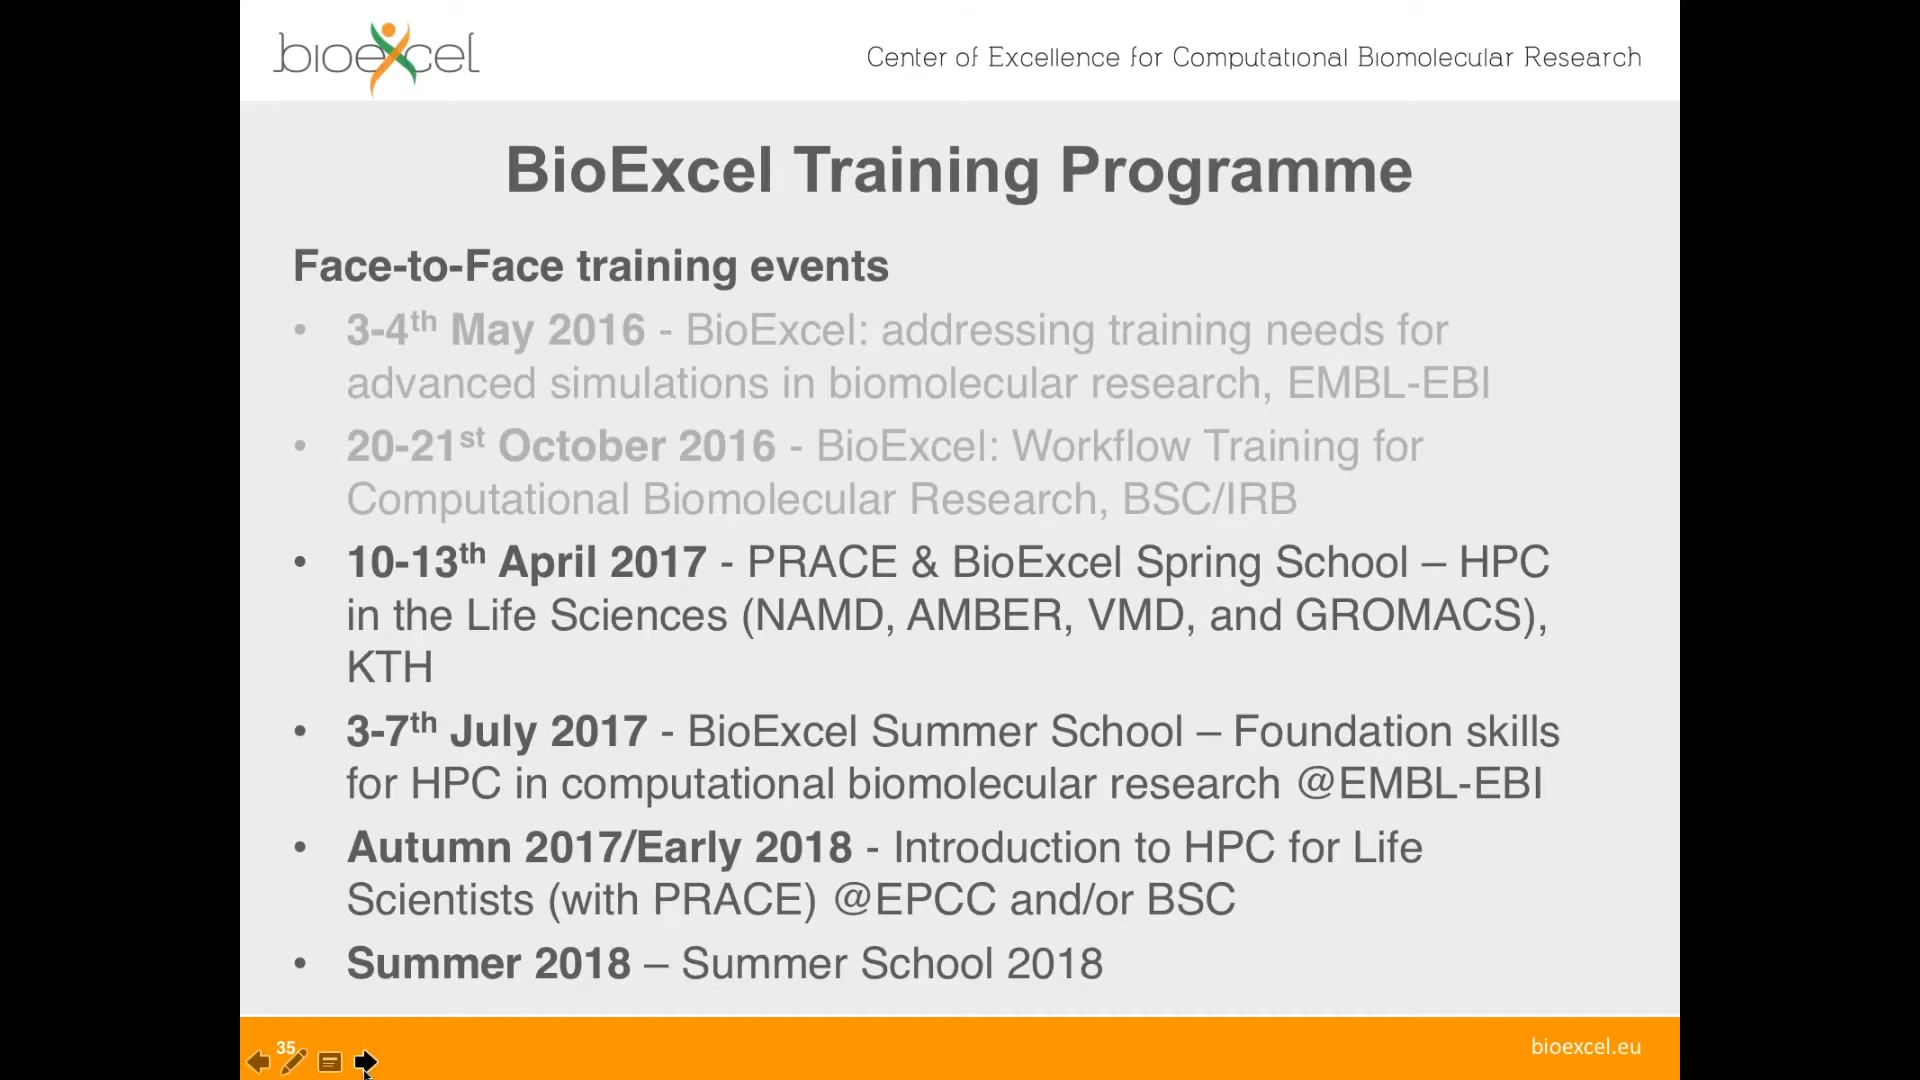 bioexcel
Center of Excellence for Computational Biomolecular Research
BioExcel Training Programme
Face-to-Face training events
• 3-4th May 2016 - BioExcel: addressing training needs for
advanced simulations in biomolecular research, EMBL-EBI
• 20-21st October 2016 - BioExcel: Workflow Training for
Computational Biomolecular Research, BSC/IRB
• 10-13th April 2017 - PRACE & BioExcel Spring School – HPC
in the Life Sciences (NAMD, AMBER, VMD, and GROMACS),
KTH
• 3-7th July 2017 - BioExcel Summer School – Foundation skills
for HPC in computational biomolecular research @EMBL-EBI
• Autumn 2017/Early 2018 - Introduction to HPC for Life
Scientists (with PRACE) @EPCC and/or BSC
• Summer 2018 – Summer School 2018
35
bioexcel.eu